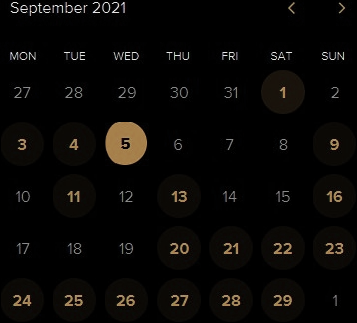 September 2021
MON TUE WED THU FRI SAT SUN
27 28 29 30 31 1 2
3 4 5 6 7 8 9
10 11 12 13 14 15 16
17 18 19 20 21 22 23
24 25 26 27 28 29 1